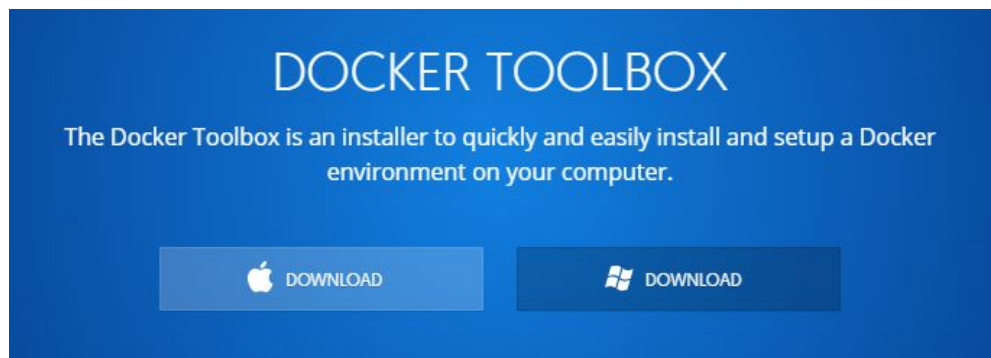 DOCKER TOOLBOX
The Docker Toolbox is an installer to quickly and easily install and setup a Docker
environment on your computer.
DOWNLOAD
DOWNLOAD